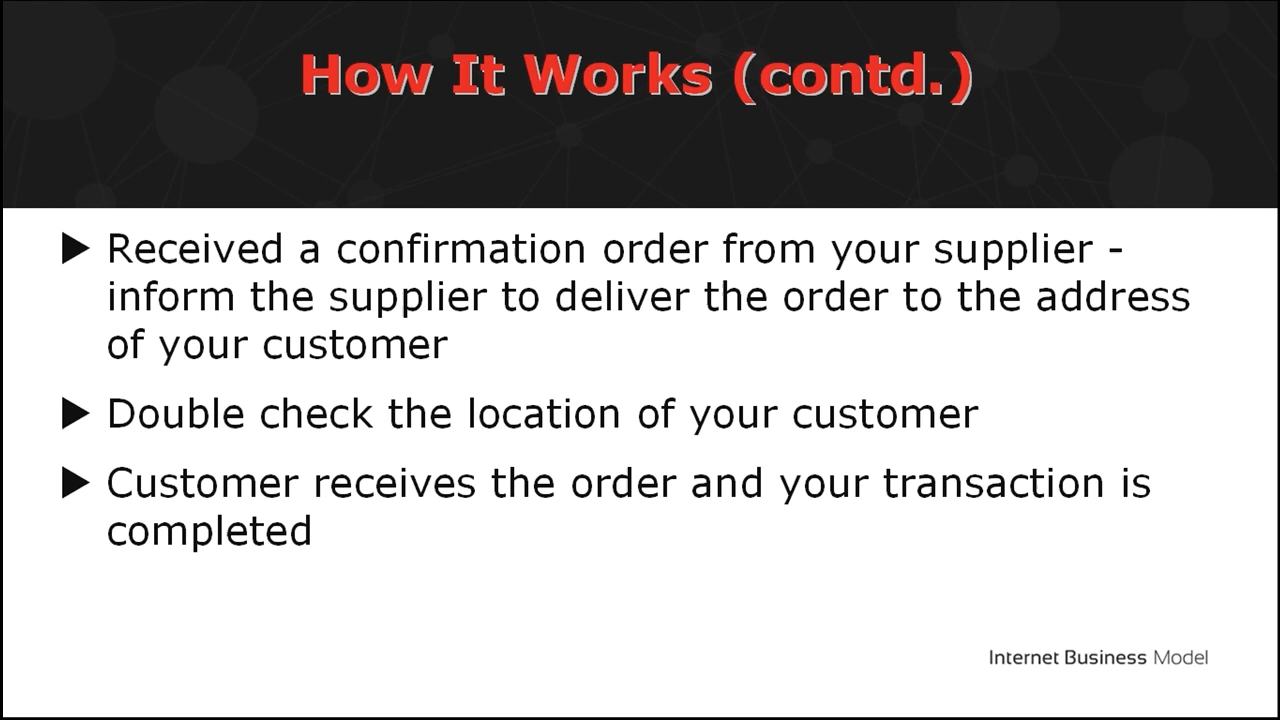 How It Works (contd.)
▶ Received a confirmation order from your supplier -
inform the supplier to deliver the order to the address
of your customer
▶ Double check the location of your customer
▶ Customer receives the order and your transaction is
completed
Internet Business Model